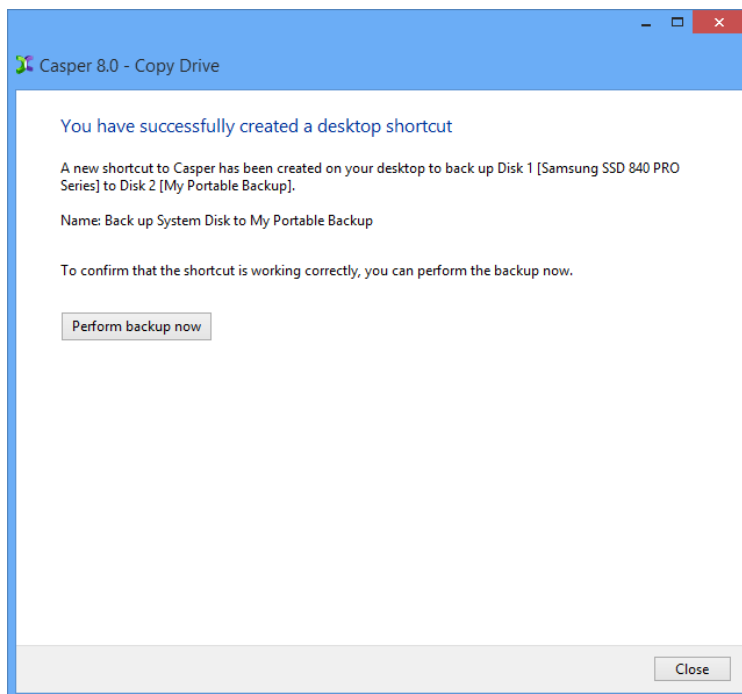 Casper 8.0 - Copy Drive
You have successfully created a desktop shortcut
A new shortcut to Casper has been created on your desktop to back up Disk 1 [Samsung SSD 840 PRO
Series] to Disk 2 [My Portable Backup].
Name: Back up System Disk to My Portable Backup
To confirm that the shortcut is working correctly, you can perform the backup now.
Perform backup now
Close